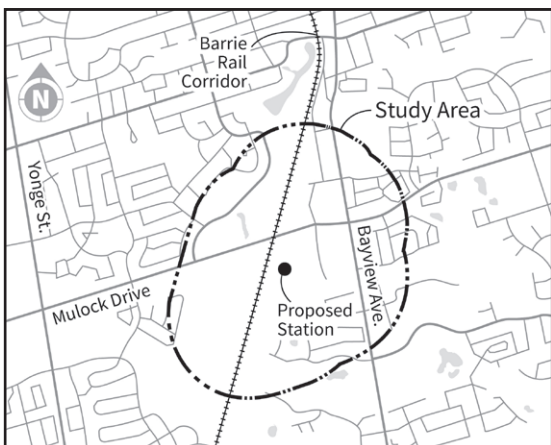 Barrie
Rail
Corridor
N
Study Area
Yonge St.
Mulock Drive
Bayview Ave.
Proposed
Station